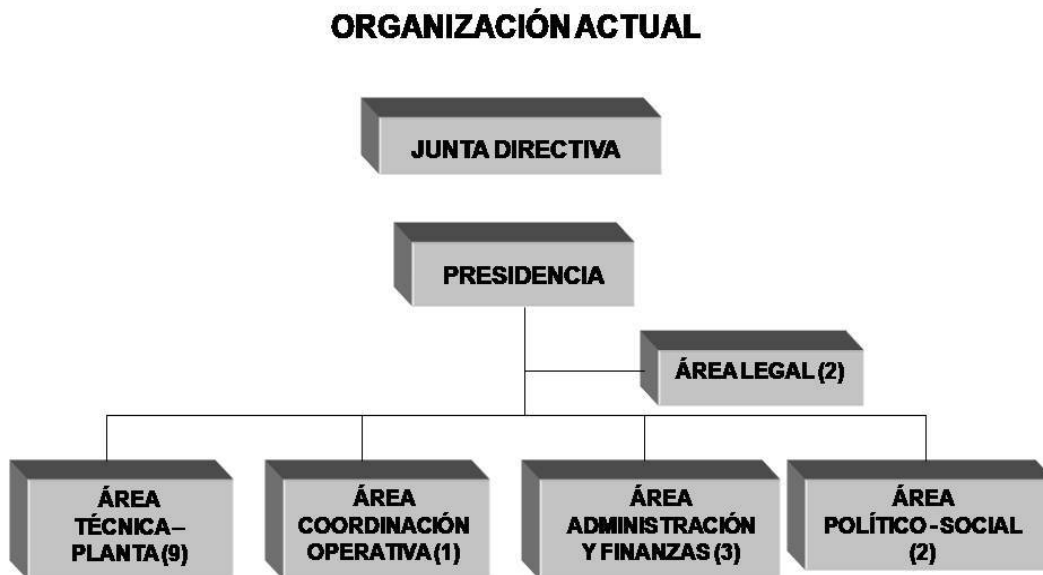 ORGANIZACIÓN ACTUAL
JUNTA DIRECTIVA
PRESIDENCIA
ÁREA LEGAL (2)
ÁREA
TÉCNICA–
PLANTA (9)
ÁREA
COORDINACIÓN
OPERATIVA (1)
ÁREA
ADMINISTRACIÓN
Y FINANZAS (3)
ÁREA
POLÍTICO - SOCIAL
(2)